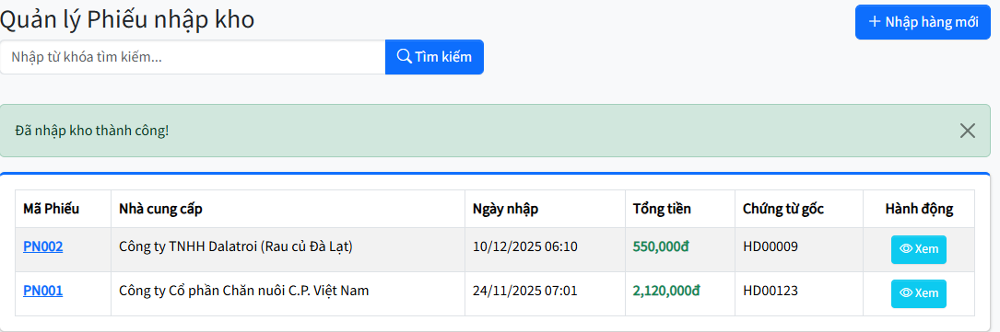 Quản lý Phiếu nhập kho
+ Nhập hàng mới
Nhập từ khóa tìm kiếm...
Tìm kiếm
Đã nhập kho thành công!
Mã Phiếu Nhà cung cấp Ngày nhập Tổng tiền Chứng từ gốc Hành động
PN002 Công ty TNHH Dalatroi (Rau củ Đà Lạt) 10/12/2025 06:10 550,000đ HD00009 Xem
PN001 Công ty Cổ phần Chăn nuôi C.P. Việt Nam 24/11/2025 07:01 2,120,000đ HD00123 Xem